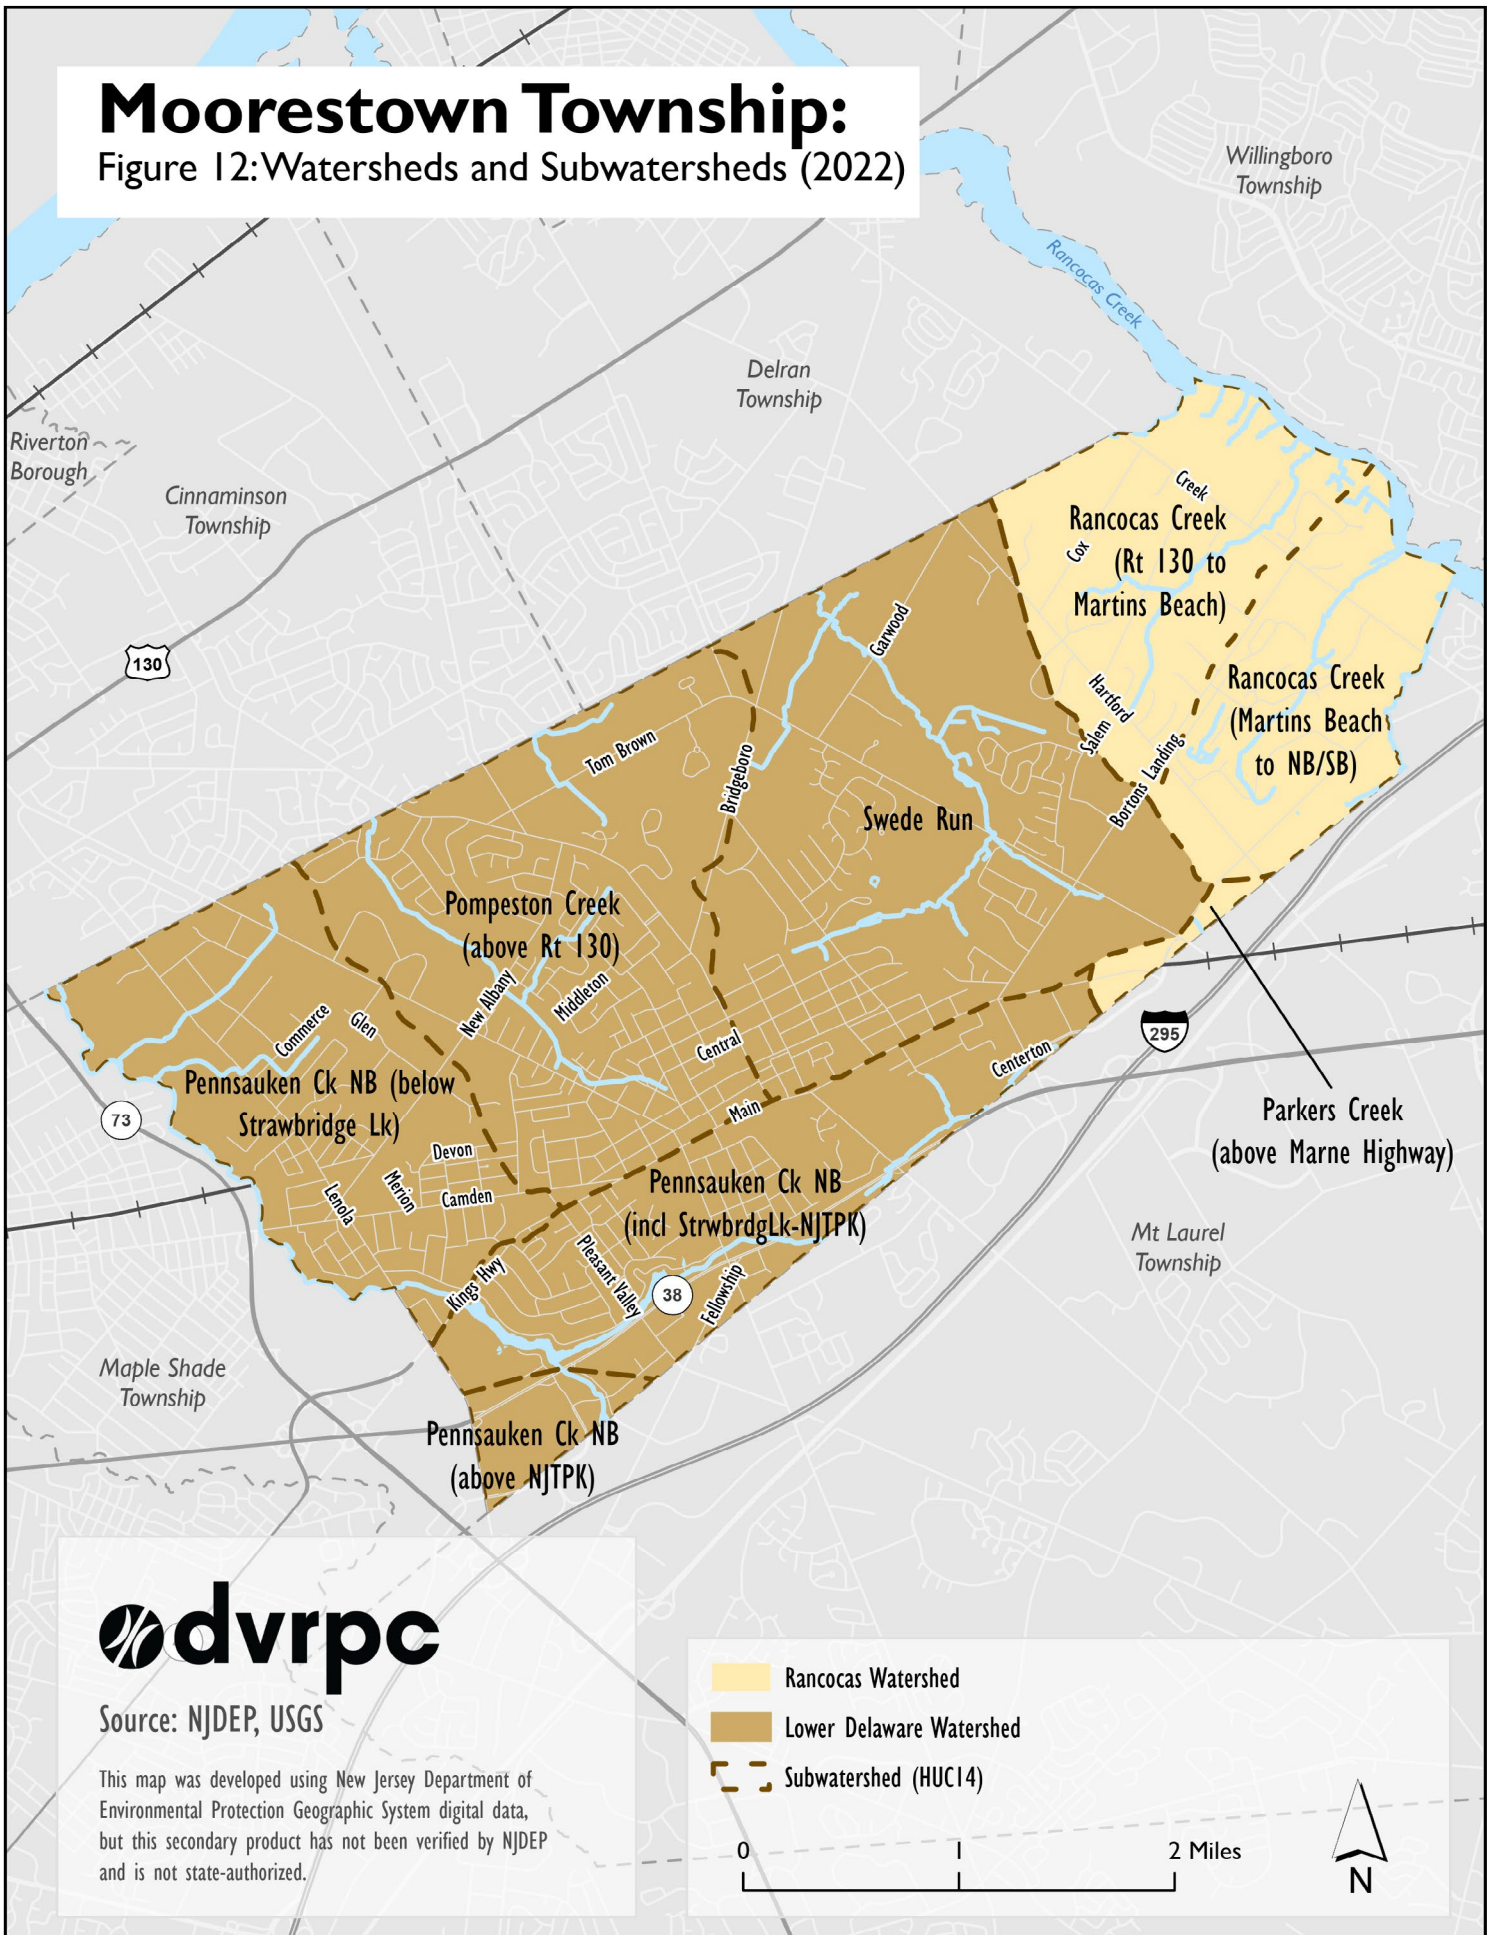 Moorestown Township:
Figure 12: Watersheds and Subwatersheds (2022)
Willingboro
Township
Rancocas Creek
Delran
Township
Riverton
Borough
Cinnaminson
Township
130
Creek
Rancocas Creek
(Rt 130 to
Martins Beach)
Cox
Garwood
Hartford
Salem
Rancocas Creek
(Martins Beach
to NB/SB)
Bortons Landing
Tom Brown
Bridgeboro
Swede Run
Pompeston Creek
(above Rt 130)
New Albany
Middleton
Commerce
Glen
Central
Centerton
295
Pennsauken Ck NB (below
Strawbridge Lk)
73
Main
Parkers Creek
(above Marne Highway)
Devon
Merion
Camden
Lenola
Pennsauken Ck NB
(incl StrwbrdgLk-NJTPK)
Mt Laurel
Township
Kings Hwy
Pleasant Valley
38
Fellowship
Maple Shade
Township
Pennsauken Ck NB
(above NJTPK)
dvrpc
Source: NJDEP, USGS
This map was developed using New Jersey Department of
Environmental Protection Geographic System digital data,
but this secondary product has not been verified by NJDEP
and is not state-authorized.
Rancocas Watershed
Lower Delaware Watershed
Subwatershed (HUC14)
0 1 2 Miles
N